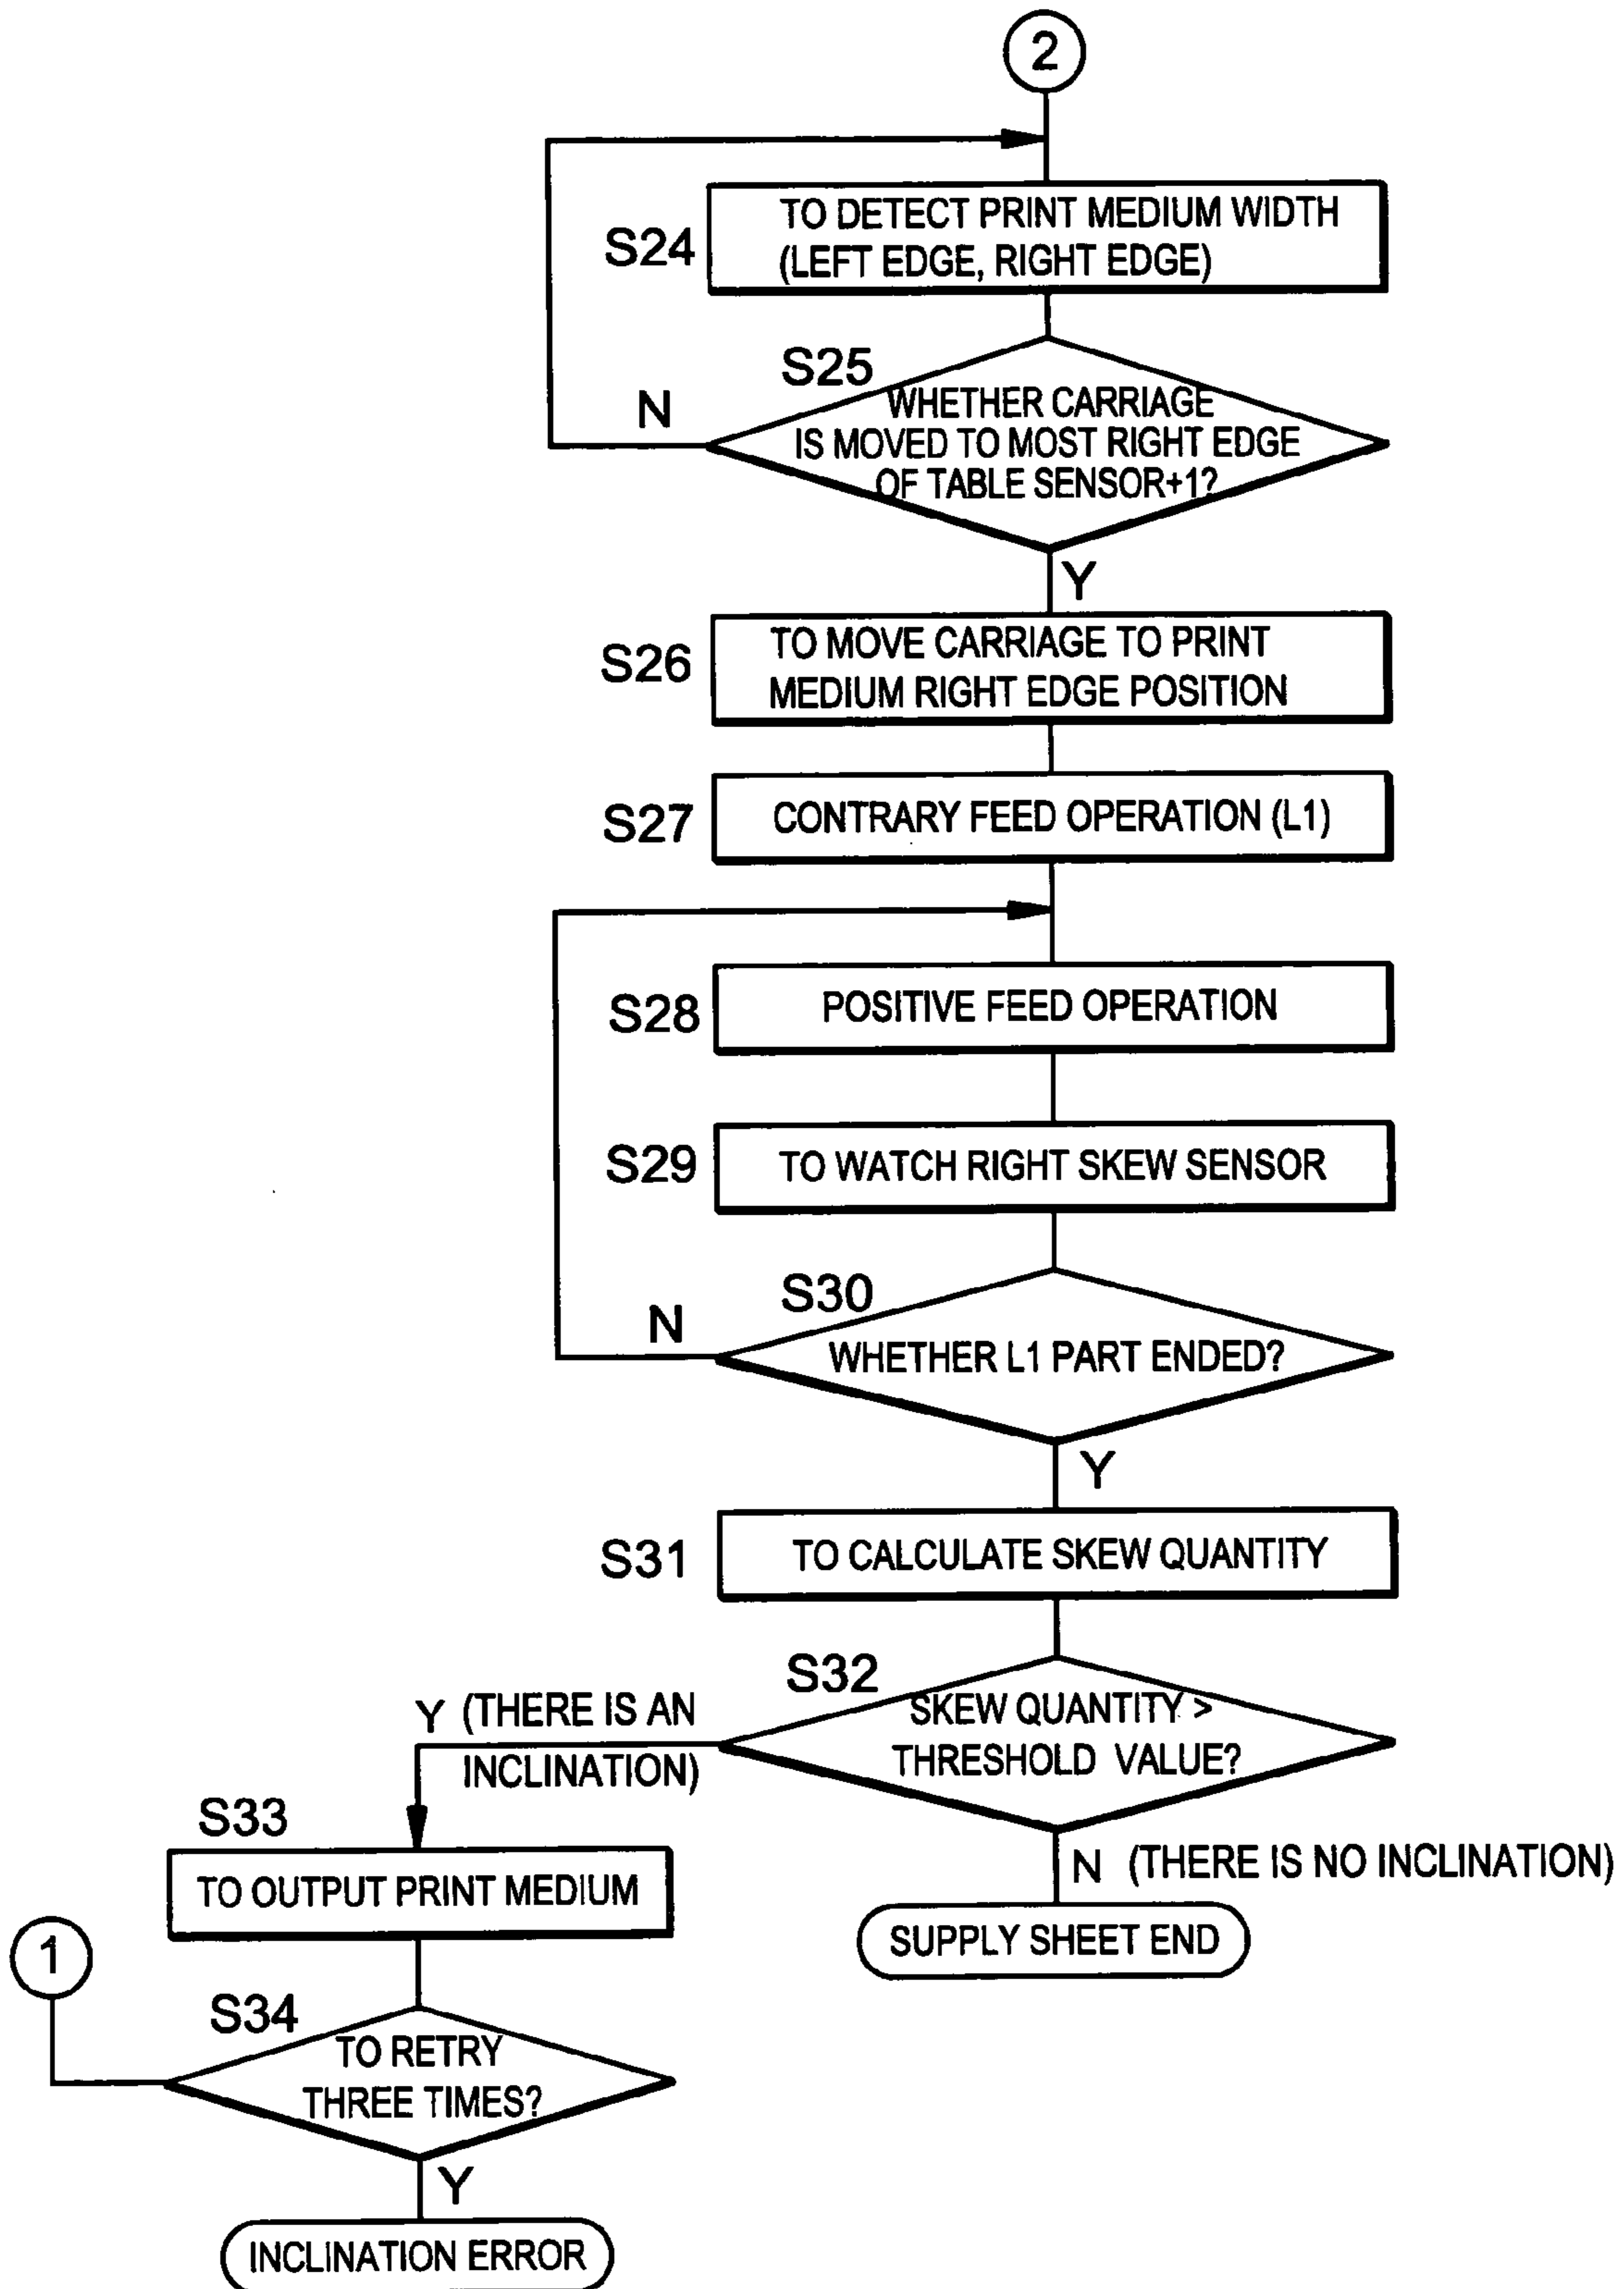 2
S24
TO DETECT PRINT MEDIUM WIDTH
(LEFT EDGE, RIGHT EDGE)
S25
N
WHETHER CARRIAGE
IS MOVED TO MOST RIGHT EDGE
OF TABLE SENSOR+1?
Y
S26
TO MOVE CARRIAGE TO PRINT
MEDIUM RIGHT EDGE POSITION
S27
CONTRARY FEED OPERATION (L1)
S28
POSITIVE FEED OPERATION
S29
TO WATCH RIGHT SKEW SENSOR
S30
N
WHETHER L1 PART ENDED?
Y
S31
TO CALCULATE SKEW QUANTITY
S32
SKEW QUANTITY >
THRESHOLD VALUE?
Y (THERE IS AN
INCLINATION)
N (THERE IS NO INCLINATION)
SUPPLY SHEET END
S33
TO OUTPUT PRINT MEDIUM
1
S34
TO RETRY
THREE TIMES?
Y
INCLINATION ERROR